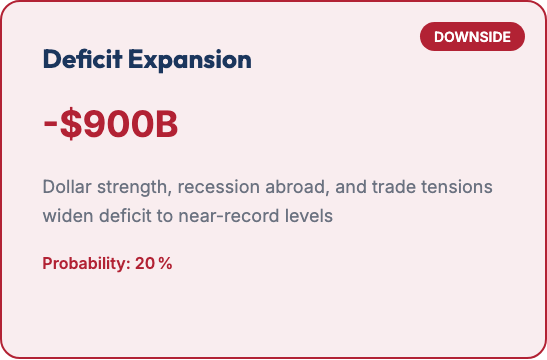 DOWNSIDE
Deficit Expansion
-$900B
Dollar strength, recession abroad, and trade tensions
widen deficit to near-record levels
Probability: 20%